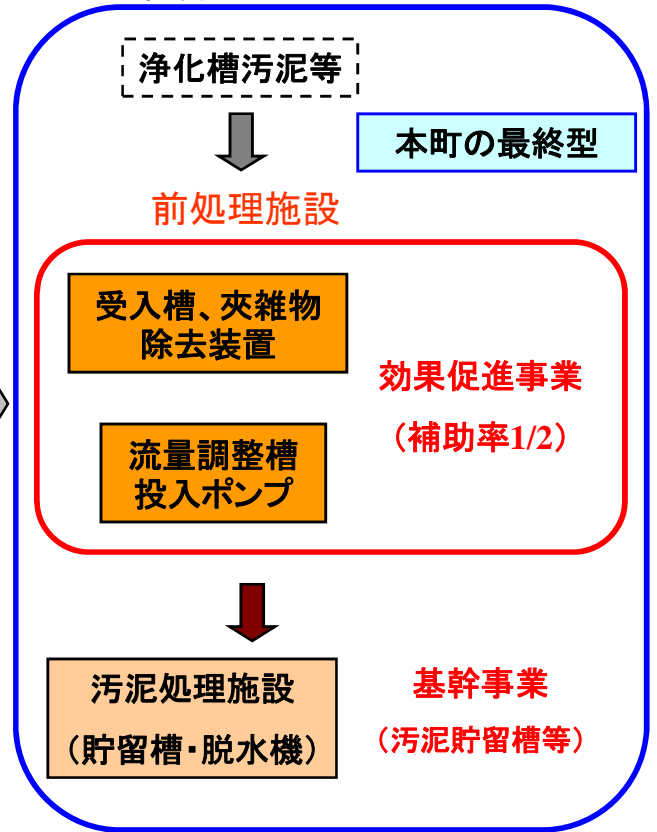 浄化槽汚泥等
本町の最終型
前処理施設
受入槽、夾雑物
除去装置
効果促進事業
（補助率1/2）
流量調整槽
投入ポンプ
汚泥処理施設
（貯留槽・脱水機）
基幹事業
（汚泥貯留槽等）